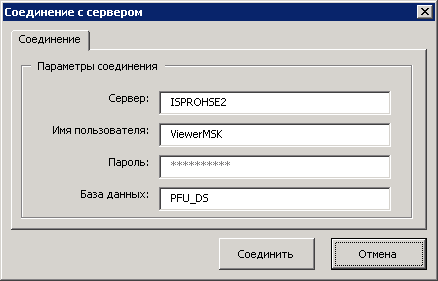 Соединение с сервером
Соединение
Параметры соединения
Сервер: ISPROHSE2
Имя пользователя: ViewerMSK
Пароль: **********
База данных: PFU_DS
Соединить Отмена